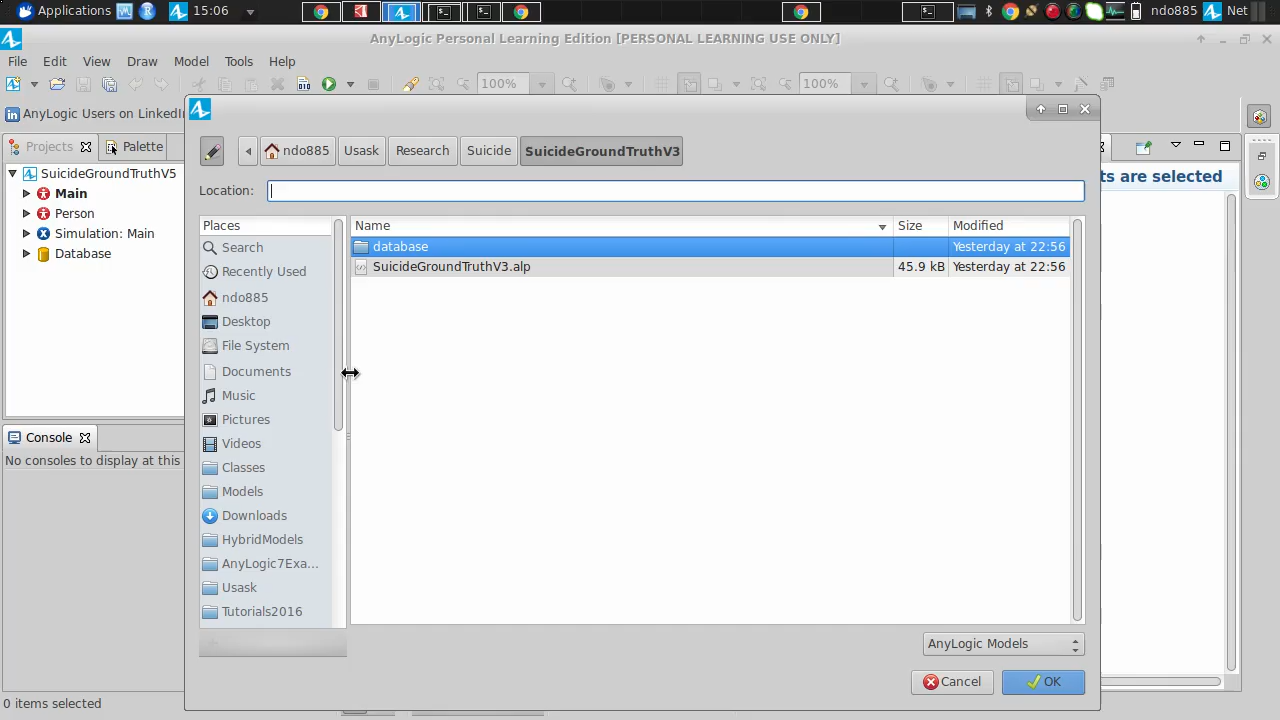 Applications 15:06 ndo885 Net
AnyLogic Personal Learning Edition [PERSONAL LEARNING USE ONLY]
File Edit View Draw Model Tools Help
100% 100%
AnyLogic Users on LinkedI
Projects Palette
ts are selected
SuicideGroundTruthV5
Main
Person
Simulation: Main
Database
Console
No consoles to display at this
0 items selected
ndo885 Usask Research Suicide SuicideGroundTruthV3
Location:
Places
Search
Recently Used
ndo885
Desktop
File System
Documents
Music
Pictures
Videos
Classes
Models
Downloads
HybridModels
AnyLogic7Exa...
Usask
Tutorials2016
Name Size Modified
database Yesterday at 22:56
SuicideGroundTruthV3.alp 45.9 kB Yesterday at 22:56
AnyLogic Models
Cancel OK